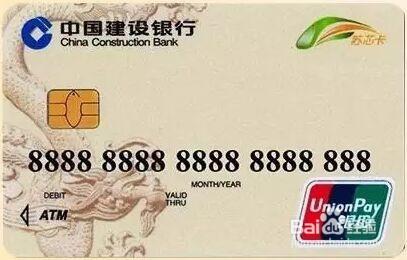 中国建设银行
China Construction Bank
苏芯卡
8888 8888 8888 8888 888
MONTH/YEAR
DEBIT
VALID
THRU
ATM
UnionPay
银联
Baidu经验